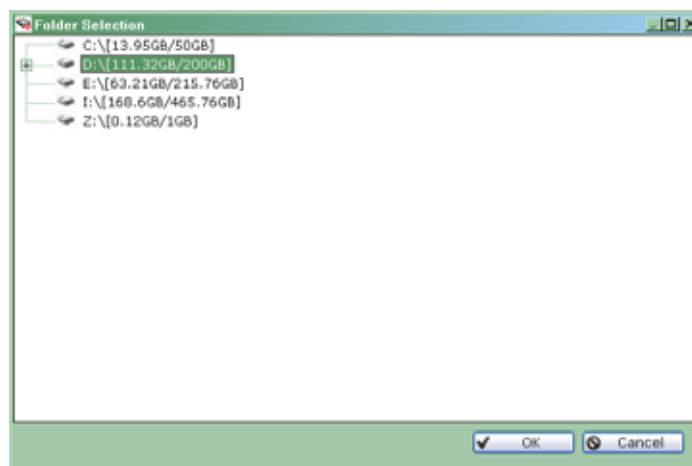 Folder Selection
C:\[13.95GB/50GB]
D:\[111.32GB/200GB]
E:\[63.21GB/215.76GB]
I:\[168.6GB/465.76GB]
Z:\[0.12GB/1GB]
OK
Cancel